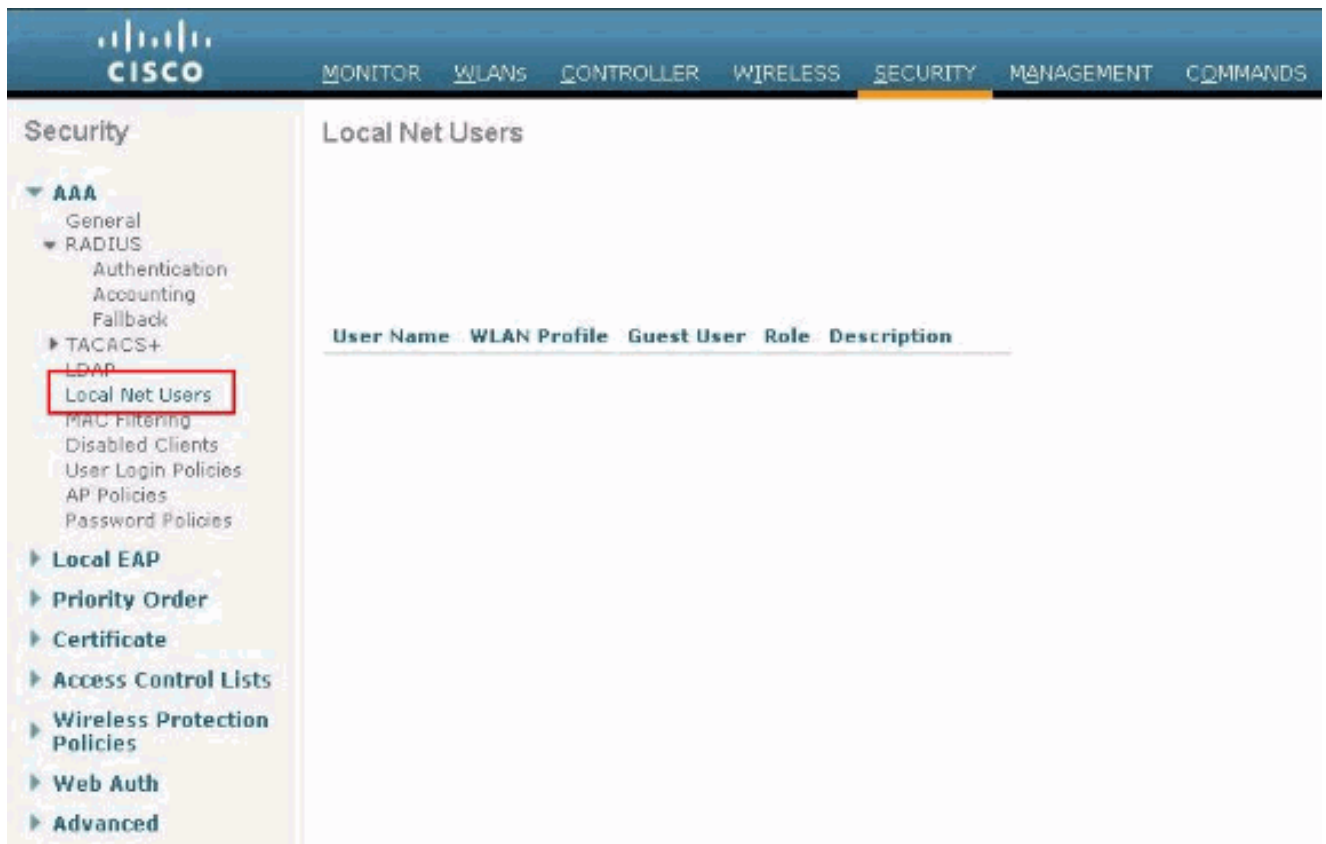 CISCO
MONITOR WLANs CONTROLLER WIRELESS SECURITY MANAGEMENT COMMANDS
Security
AAA
General
RADIUS
Authentication
Accounting
Fallback
TACACS+
LDAP
Local Net Users
MAC Filtering
Disabled Clients
User Login Policies
AP Policies
Password Policies
Local EAP
Priority Order
Certificate
Access Control Lists
Wireless Protection
Policies
Web Auth
Advanced
Local Net Users
User Name WLAN Profile Guest User Role Description